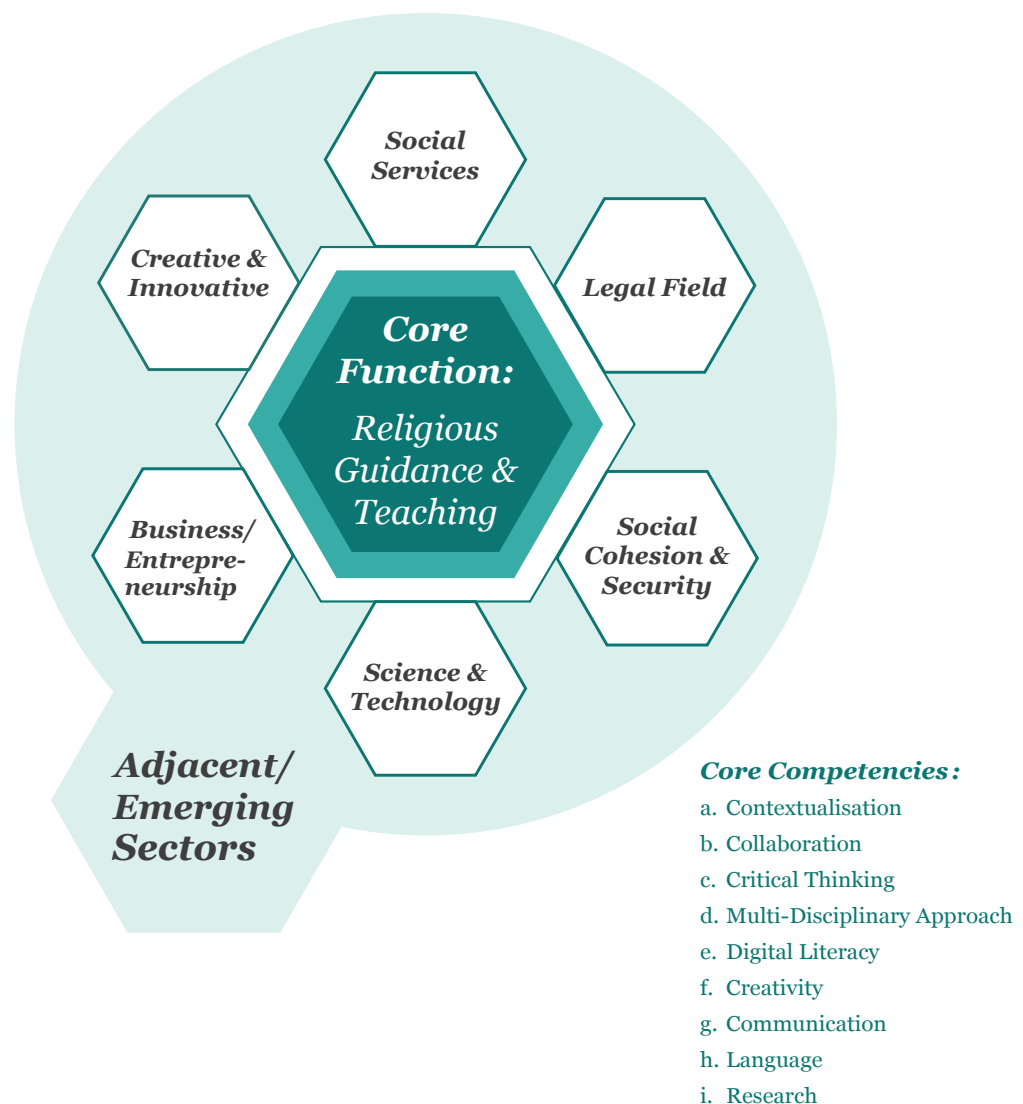 Social
Services
Creative &
Innovative
Legal Field
Core
Function:
Religious
Guidance &
Teaching
Business/
Entrepre-
neurship
Social
Cohesion &
Security
Science &
Technology
Adjacent/
Emerging
Sectors
Core Competencies:
a. Contextualisation
b. Collaboration
c. Critical Thinking
d. Multi-Disciplinary Approach
e. Digital Literacy
f. Creativity
g. Communication
h. Language
i. Research